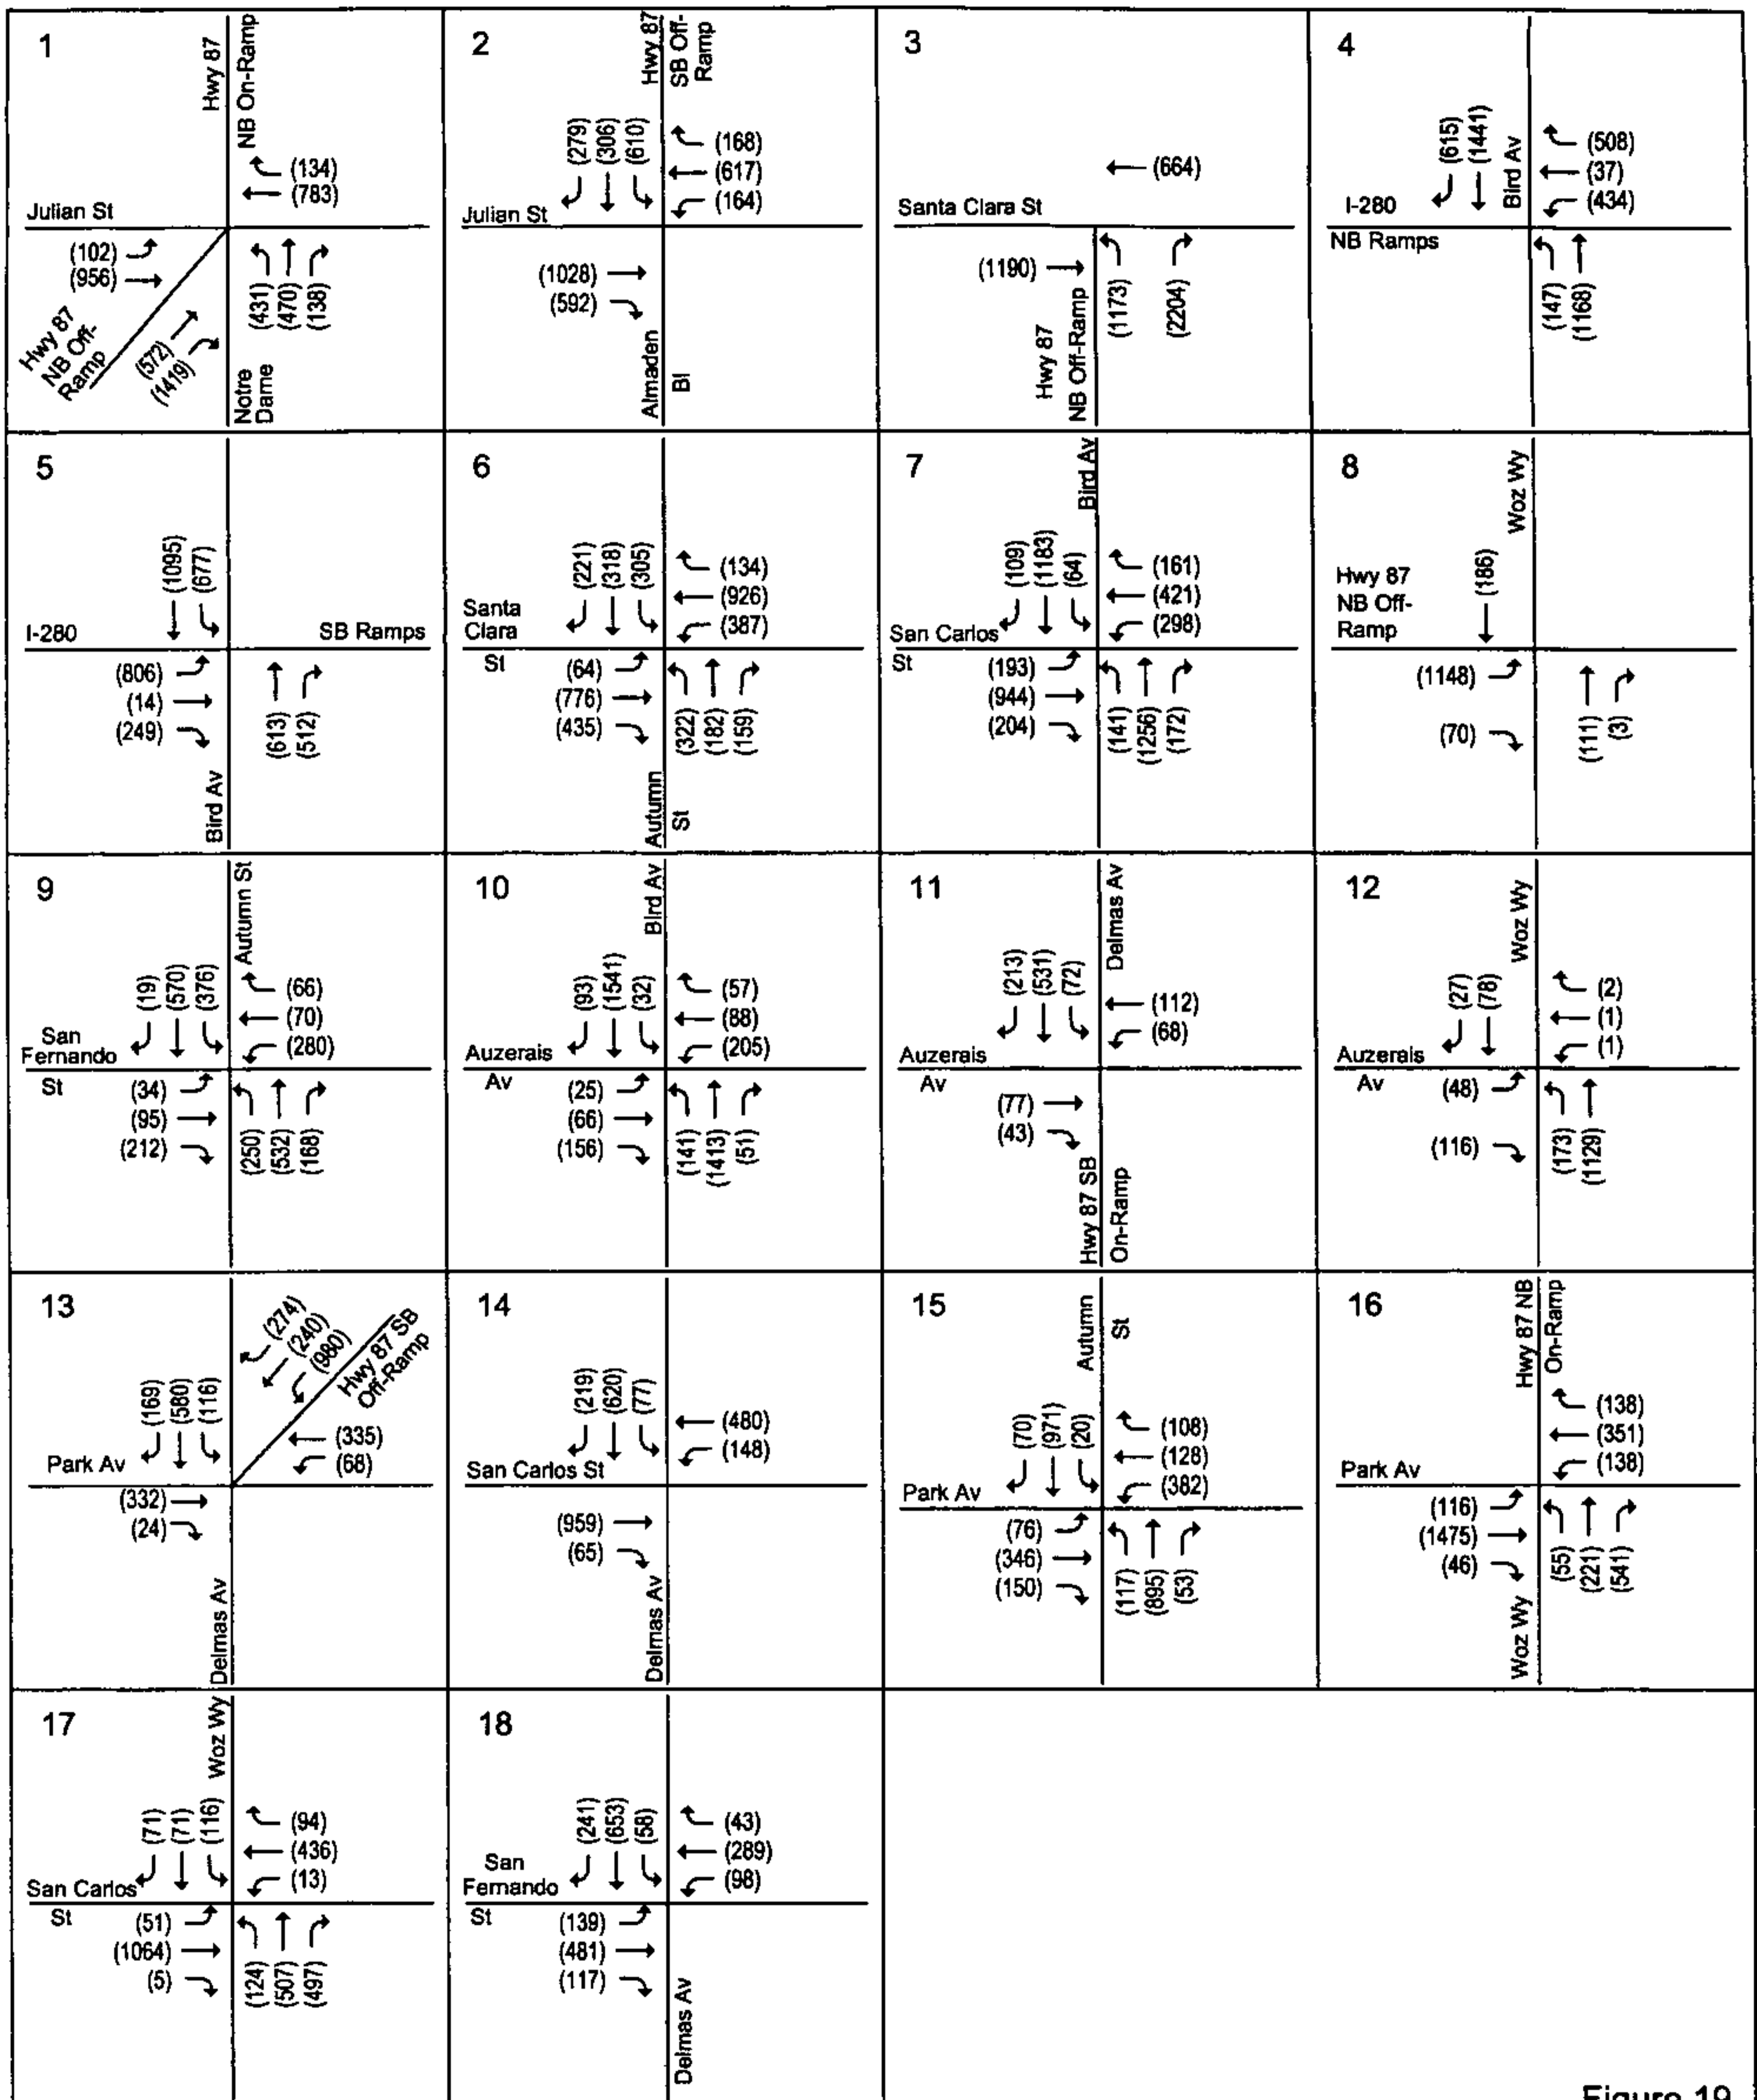 1
Hwy 87
NB On-Ramp
(134)
(783)
Julian St
(102)
(956)
(431)
(470)
(138)
Hwy 87
NB Off-
Ramp
(572)
(1419)
Notre
Dame
2
Hwy 87
SB Off-
Ramp
(279)
(306)
(610)
(168)
(617)
(164)
Julian St
(1028)
(592)
Almaden
Bl
3
(664)
Santa Clara St
(1190)
(1173)
(2204)
Hwy 87
NB Off-Ramp
4
(615)
(1441)
Bird Av
(508)
(37)
(434)
I-280
NB Ramps
(147)
(1168)
5
(1095)
(677)
I-280
SB Ramps
(806)
(14)
(249)
(613)
(512)
Bird Av
6
(221)
(318)
(305)
(134)
(926)
(387)
Santa
Clara
St
(64)
(776)
(435)
(322)
(182)
(159)
Autumn
St
7
Bird Av
(109)
(1183)
(64)
(161)
(421)
(298)
San Carlos
St
(193)
(944)
(204)
(141)
(1256)
(172)
8
Woz Wy
(186)
Hwy 87
NB Off-
Ramp
(1148)
(70)
(111)
(3)
9
Autumn St
(19)
(570)
(376)
(66)
(70)
(280)
San
Fernando
St
(34)
(95)
(212)
(250)
(532)
(168)
10
Bird Av
(93)
(1541)
(32)
(57)
(88)
(205)
Auzerais
Av
(25)
(66)
(156)
(141)
(1413)
(51)
11
Delmas Av
(213)
(531)
(72)
(112)
(68)
Auzerais
Av
(77)
(43)
Hwy 87 SB
On-Ramp
12
Woz Wy
(27)
(78)
(2)
(1)
(1)
Auzerais
Av
(48)
(116)
(173)
(1129)
13
(274)
(240)
(980)
Hwy 87 SB
Off-Ramp
(169)
(580)
(116)
(335)
(68)
Park Av
(332)
(24)
Delmas Av
14
(219)
(620)
(77)
(480)
(148)
San Carlos St
(959)
(65)
Delmas Av
15
Autumn
St
(70)
(971)
(20)
(108)
(128)
(382)
Park Av
(76)
(346)
(150)
(117)
(895)
(53)
16
Hwy 87 NB
On-Ramp
(138)
(351)
(138)
Park Av
(116)
(1475)
(46)
(55)
(221)
(541)
Woz Wy
17
Woz Wy
(71)
(71)
(116)
(94)
(436)
(13)
San Carlos
St
(51)
(1064)
(5)
(124)
(507)
(497)
18
(241)
(653)
(58)
(43)
(289)
(98)
San
Fernando
St
(139)
(481)
(117)
Delmas Av
Figure 19